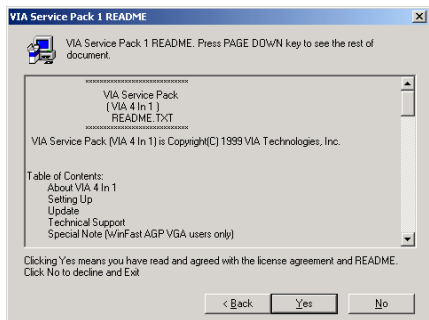 VIA Service Pack 1 README
VIA Service Pack 1 README. Press PAGE DOWN key to see the rest of
document.
××××××××××××××××××××××××××××
VIA Service Pack
( VIA 4 In 1 )
README.TXT
××××××××××××××××××××××××××××
VIA Service Pack (VIA 4 In 1) is Copyright(C) 1999 VIA Technologies, Inc.
Table of Contents:
About VIA 4 In 1
Setting Up
Update
Technical Support
Special Note (WinFast AGP VGA users only)
Clicking Yes means you have read and agreed with the license agreement and README.
Click No to decline and Exit
< Back
Yes
No